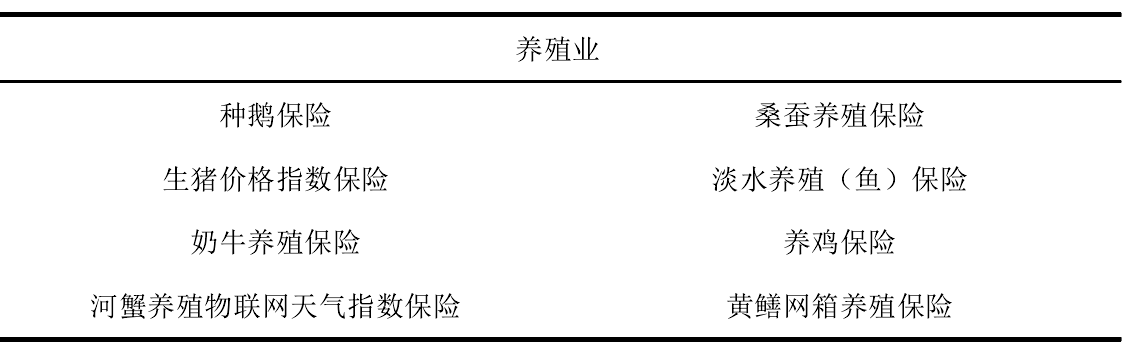 养殖业
种鹅保险 桑蚕养殖保险
生猪价格指数保险 淡水养殖（鱼）保险
奶牛养殖保险 养鸡保险
河蟹养殖物联网天气指数保险 黄鳝网箱养殖保险